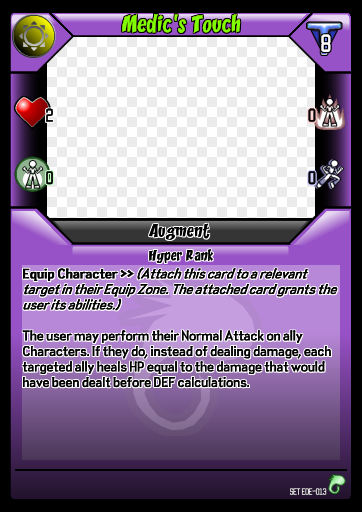 Medic's Touch
8
2
0
0
0
Augment
Hyper Rank
Equip Character >> (Attach this card to a relevant
target in their Equip Zone. The attached card grants the
user its abilities.)
The user may perform their Normal Attack on ally
Characters. If they do, instead of dealing damage, each
targeted ally heals HP equal to the damage that would
have been dealt before DEF calculations.
SET EOE-013